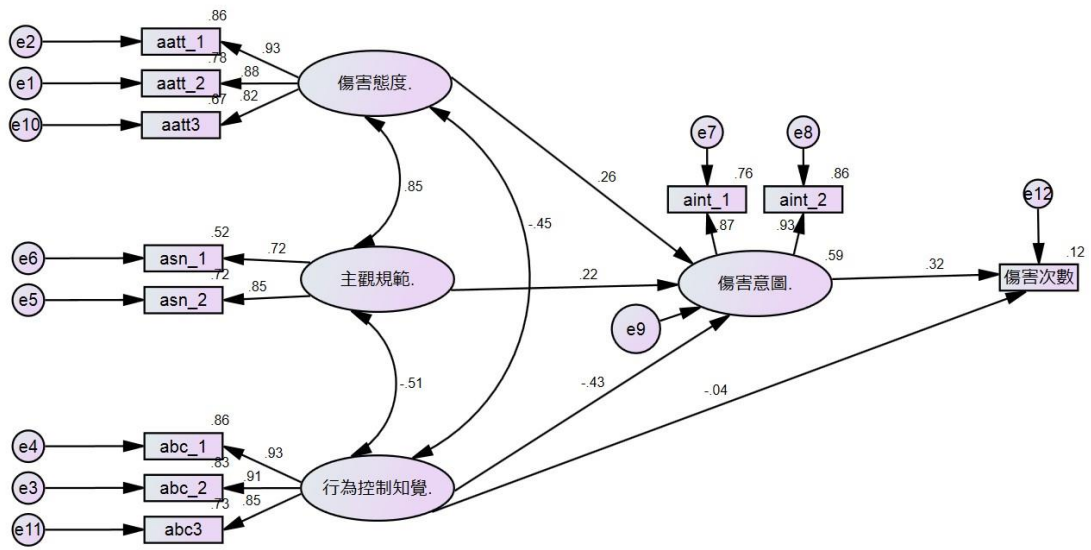 e2
.86
aatt_1
.93
e1
.78
aatt_2
.88
e10
.67
aatt3
.82
傷害態度.
.85
-.45
.26
e6
.52
asn_1
.72
e5
.72
asn_2
.85
主觀規範.
.22
-.51
e4
.86
abc_1
.93
e3
.83
abc_2
.91
e11
.73
abc3
.85
行為控制知覺.
-.43
-.04
e7
.76
aint_1
.87
e8
.86
aint_2
.93
傷害意圖.
.59
e9
.32
e12
.12
傷害次數